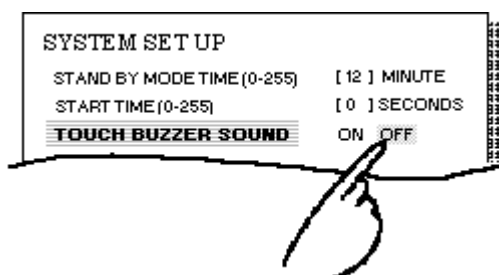 SYSTEM SET UP
STAND BY MODE TIME (0-255) [ 12 ] MINUTE
START TIME (0-255) [ 0 ] SECONDS
TOUCH BUZZER SOUND ON OFF